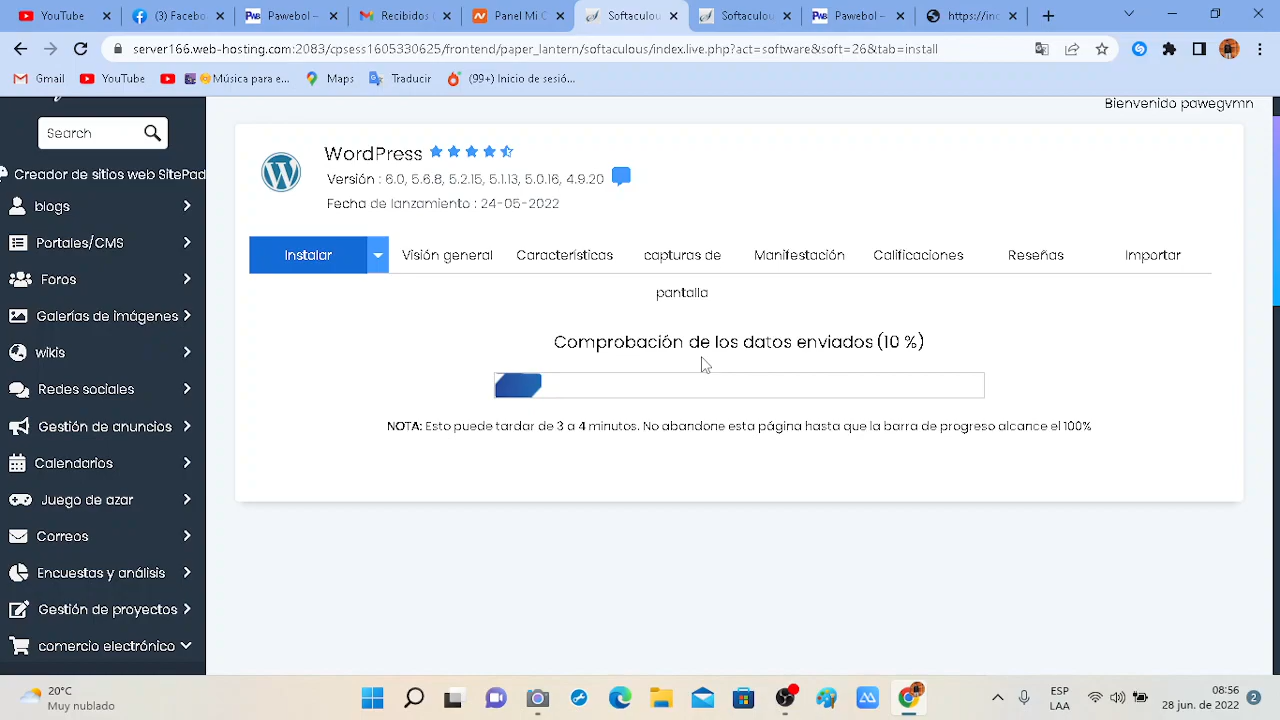 YouTube
(3) Facebo
Pawebol –
Recibidos (
Panel Mi C
Softaculou
Softaculou
Pawebol –
https://inc
server166.web-hosting.com:2083/cpsess1605330625/frontend/paper_lantern/softaculous/index.live.php?act=software&soft=26&tab=install
Gmail
YouTube
Música para e...
Maps
Traducir
(99+) Inicio de sesió...
Bienvenido pawegvmn
Search
Creador de sitios web SitePad
blogs
Portales/CMS
Foros
Galerías de imágenes
wikis
Redes sociales
Gestión de anuncios
Calendarios
Juego de azar
Correos
Encuestas y análisis
Gestión de proyectos
comercio electrónico
WordPress
Versión : 6.0, 5.6.8, 5.2.15, 5.1.13, 5.0.16, 4.9.20
Fecha de lanzamiento : 24-05-2022
Instalar
Visión general
Características
capturas de
pantalla
Manifestación
Calificaciones
Reseñas
Importar
Comprobación de los datos enviados (10 %)
NOTA: Esto puede tardar de 3 a 4 minutos. No abandone esta página hasta que la barra de progreso alcance el 100%
20°C
Muy nublado
ESP
LAA
08:56
28 jun. de 2022
2